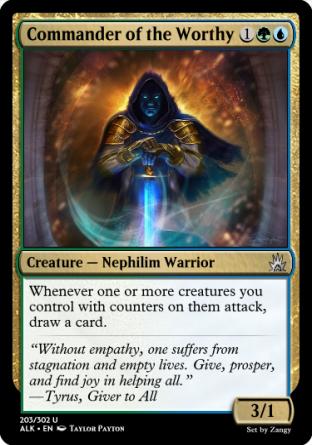 Commander of the Worthy 1
Creature — Nephilim Warrior
Whenever one or more creatures you
control with counters on them attack,
draw a card.
“Without empathy, one suffers from
stagnation and empty lives. Give, prosper,
and find joy in helping all.”
—Tyrus, Giver to All
3/1
203/302 U
ALK • EN TAYLOR PAYTON
Set by Zangy